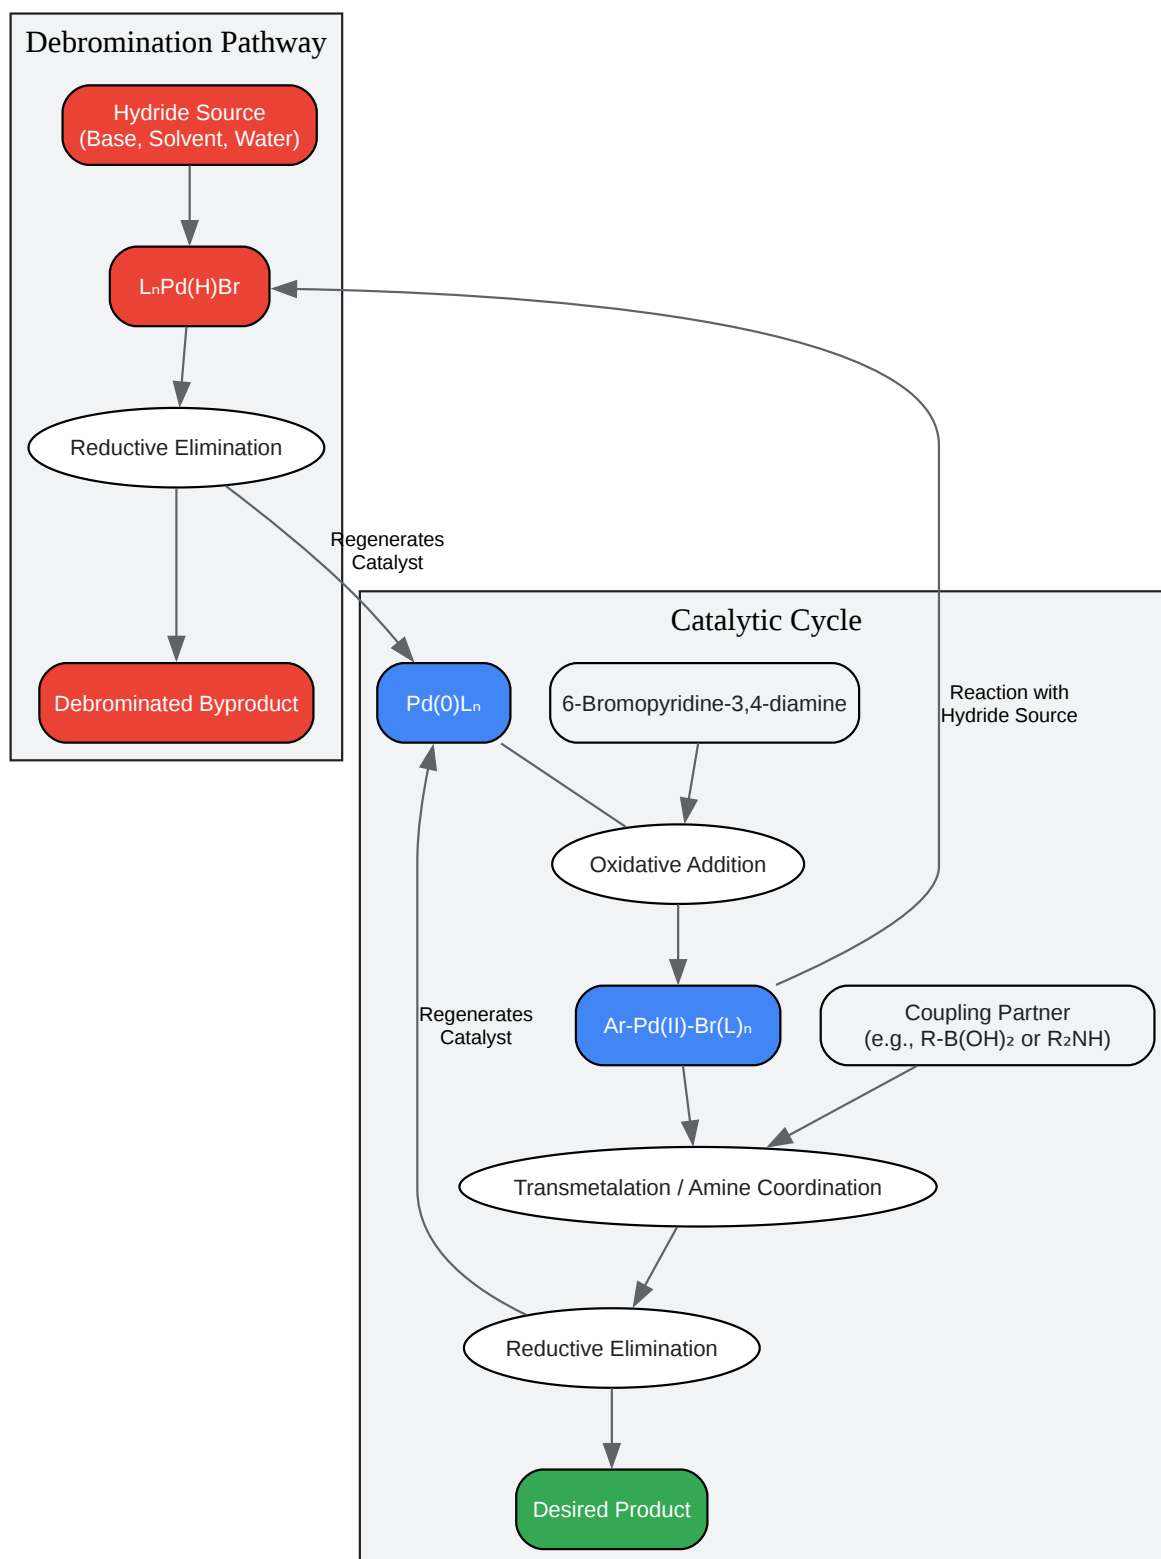 Debromination Pathway
Hydride Source
(Base, Solvent, Water)
LₙPd(H)Br
Reductive Elimination
Regenerates
Catalyst
Debrominated Byproduct
Catalytic Cycle
Pd(0)Lₙ
6-Bromopyridine-3,4-diamine
Reaction with
Hydride Source
Oxidative Addition
Regenerates
Catalyst
Ar-Pd(II)-Br(L)ₙ
Coupling Partner
(e.g., R-B(OH)₂ or R₂NH)
Transmetalation / Amine Coordination
Reductive Elimination
Desired Product